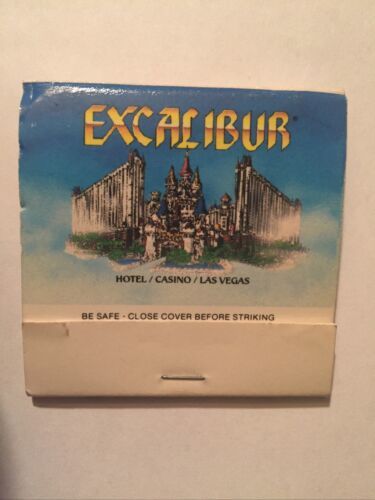 EXCALIBUR®
HOTEL / CASINO / LAS VEGAS
BE SAFE - CLOSE COVER BEFORE STRIKING